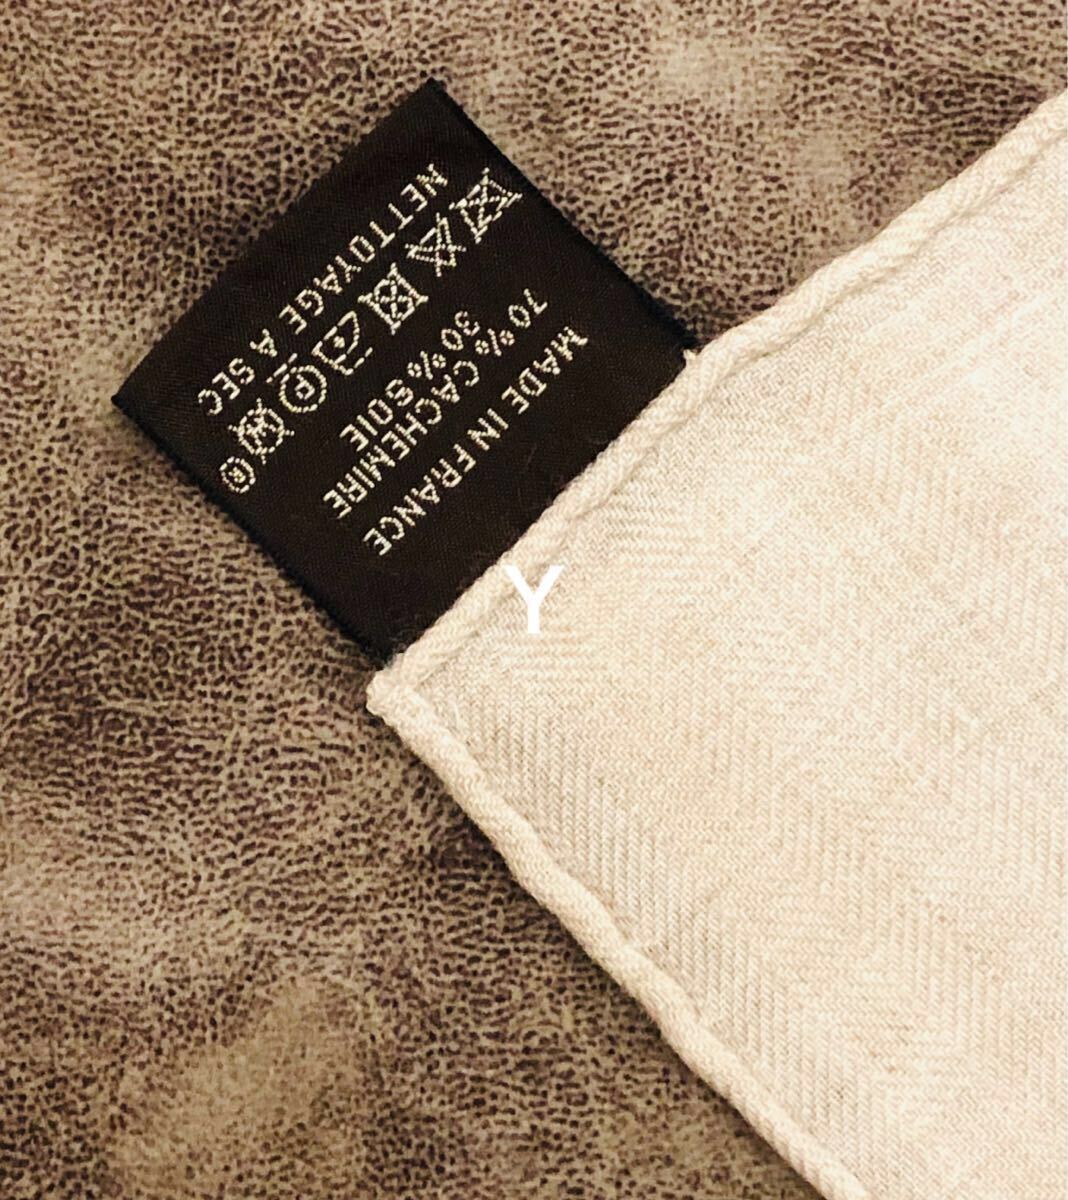 MADE IN FRANCE
70% CACHEMIRE
30% SOIE
P
W
NETTOYAGE A SEC
®
Y